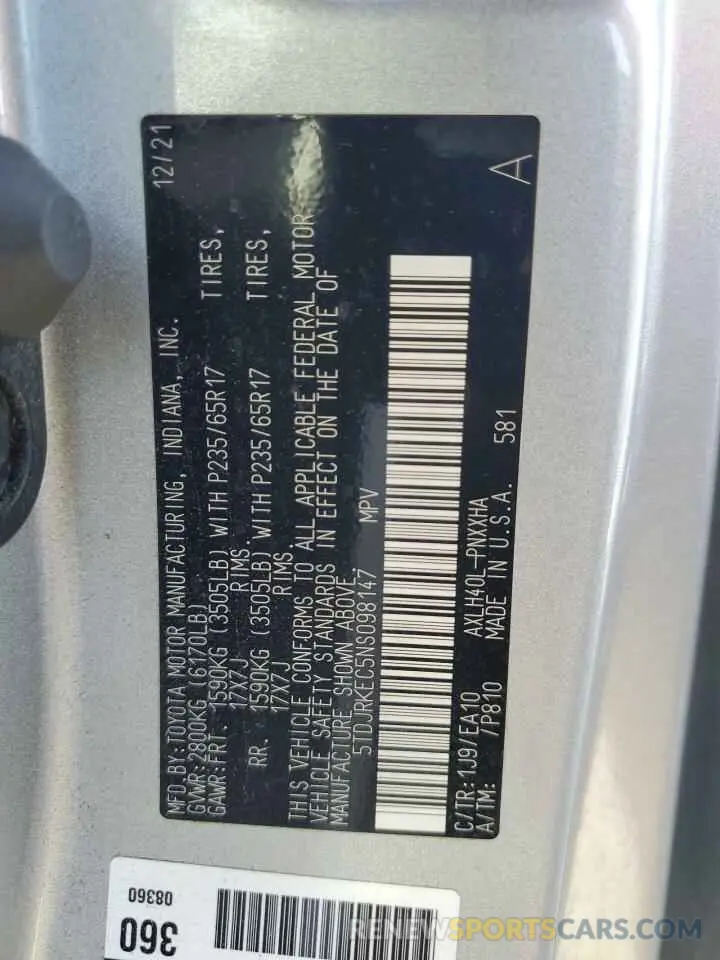 MFD.BY:TOYOTA MOTOR MANUFACTURING, INDIANA, INC. 12/21
GVWR:2800KG (6170LB)
GAWR:FRT. 1590KG (3505LB) WITH P235/65R17 TIRES,
17X7J RIMS
RR. 1590KG (3505LB) WITH P235/65R17 TIRES,
17X7J RIMS
THIS VEHICLE CONFORMS TO ALL APPLICABLE FEDERAL MOTOR
VEHICLE SAFETY STANDARDS IN EFFECT ON THE DATE OF
MANUFACTURE SHOWN ABOVE.
5TDJRKEC5NS098147 MPV
C/TR:1J9/EA10 AXLH40L-PNXXHA A
A/TM: /P810 MADE IN U.S.A. 581
08360
360
RENEWSPORTSCARS.COM